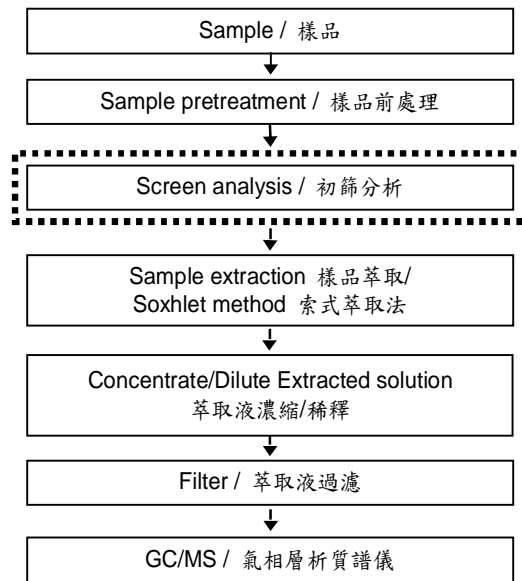 Sample / 樣品
Sample pretreatment / 樣品前處理
Screen analysis / 初篩分析
Sample extraction 樣品萃取/
Soxhlet method 索式萃取法
Concentrate/Dilute Extracted solution
萃取液濃縮/稀釋
Filter / 萃取液過濾
GC/MS / 氣相層析質譜儀